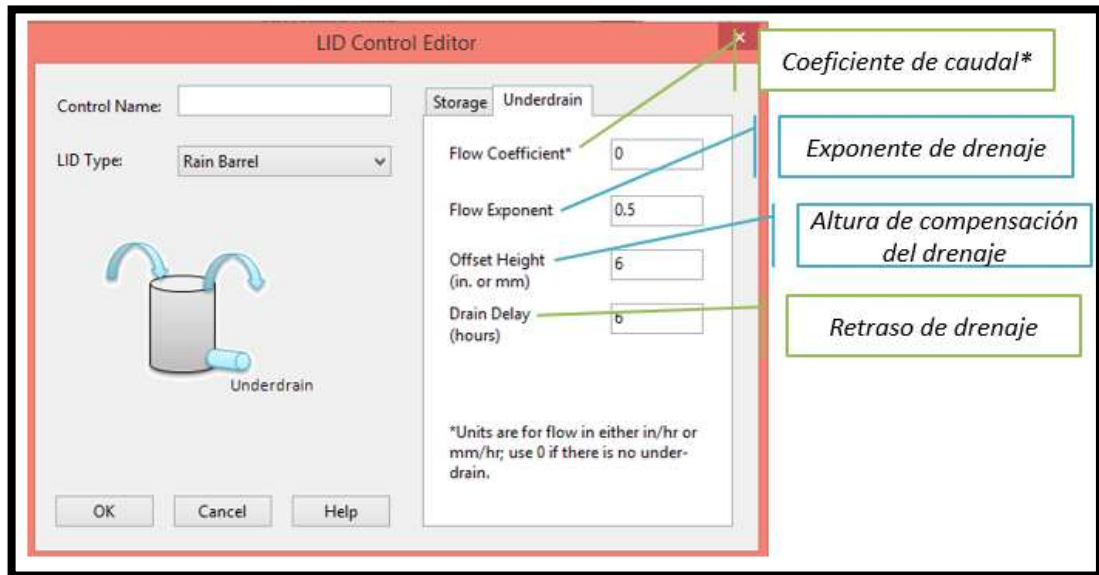 LID Control Editor
×
Control Name:
LID Type:
Rain Barrel
Underdrain
OK
Cancel
Help
Storage
Underdrain
Flow Coefficient*
0
Flow Exponent
0.5
Offset Height
(in. or mm)
6
Drain Delay
(hours)
6
*Units are for flow in either in/hr or
mm/hr; use 0 if there is no under-
drain.
Coeficiente de caudal*
Exponente de drenaje
Altura de compensación
del drenaje
Retraso de drenaje